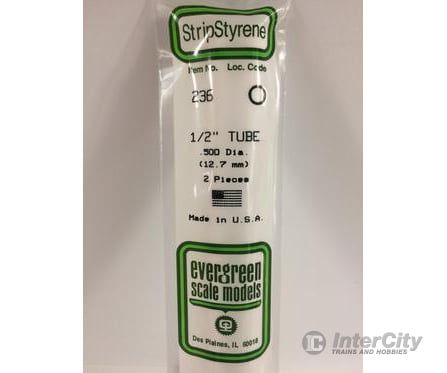 StripStyrene
Item No. Loc. Code
236
1/2" TUBE
.500 Dia.
(12.7 mm)
2 Pieces
Made in U.S.A.
evergreen
scale models
Des Plaines, IL 60018
IC InterCity
TRAINS AND HOBBIES